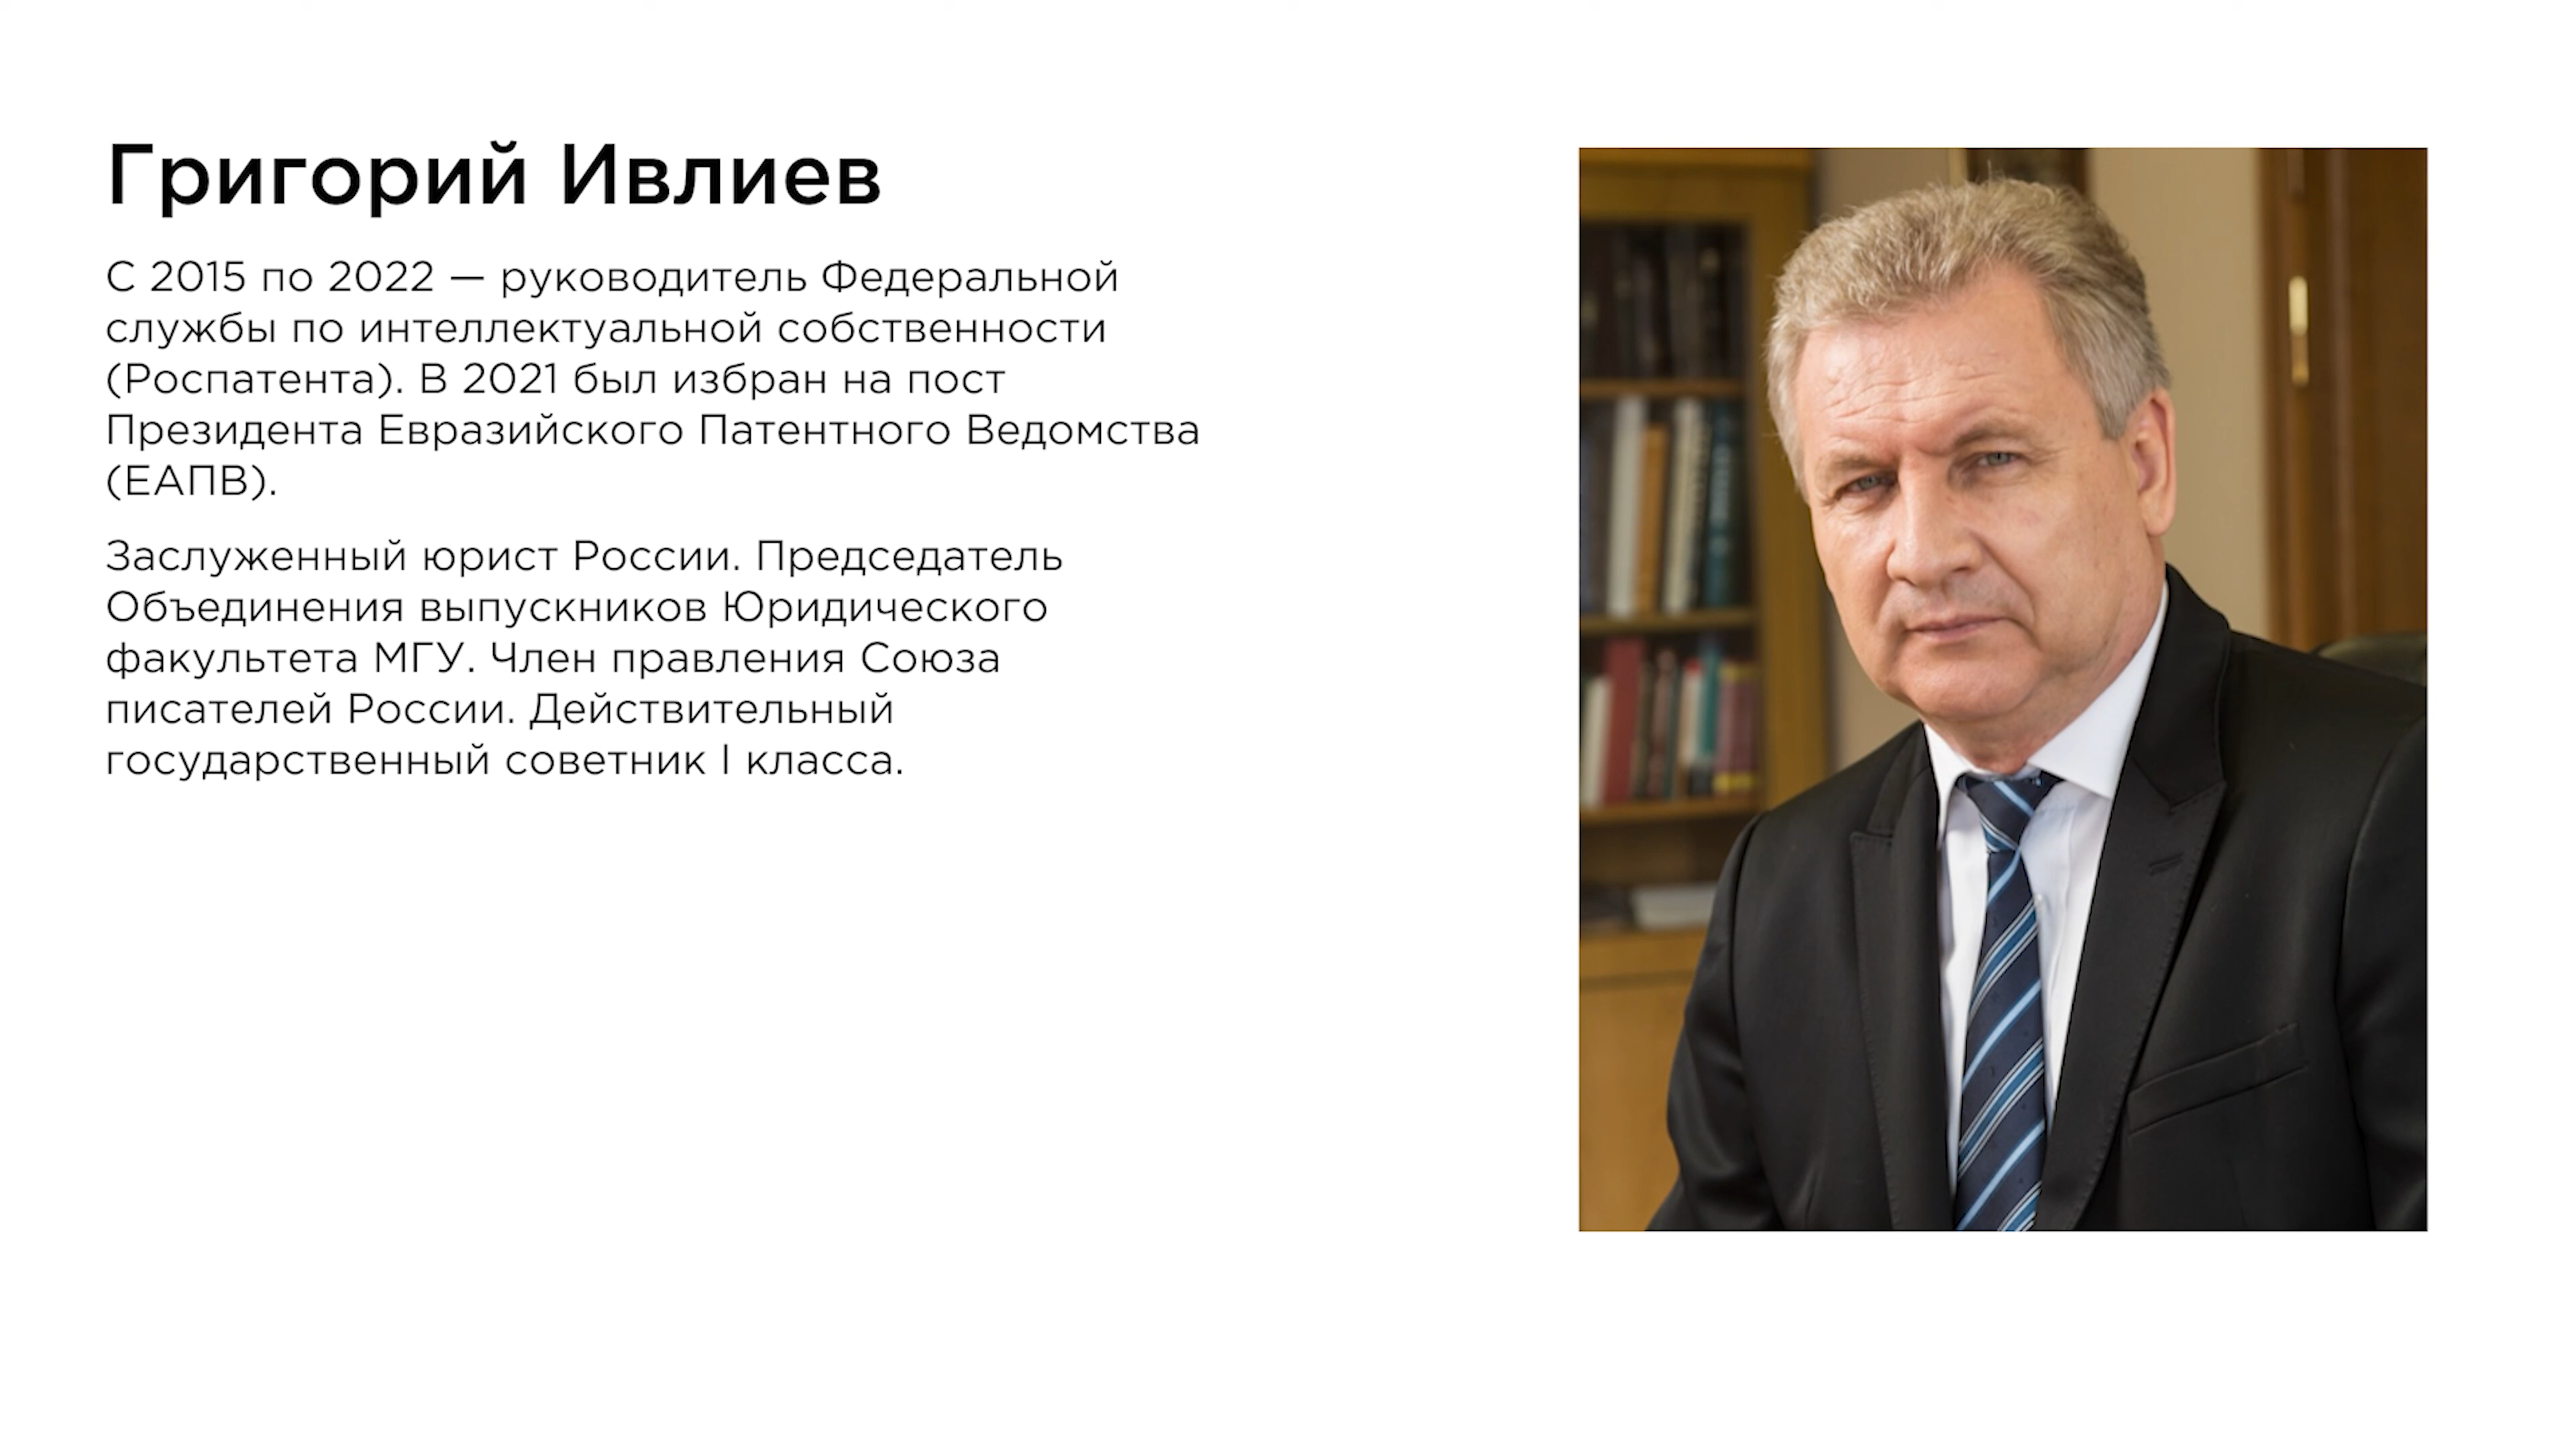 Григорий Ивлиев
С 2015 по 2022 — руководитель Федеральной
службы по интеллектуальной собственности
(Роспатента). В 2021 был избран на пост
Президента Евразийского Патентного Ведомства
(ЕАПВ).
Заслуженный юрист России. Председатель
Объединения выпускников Юридического
факультета МГУ. Член правления Союза
писателей России. Действительный
государственный советник I класса.